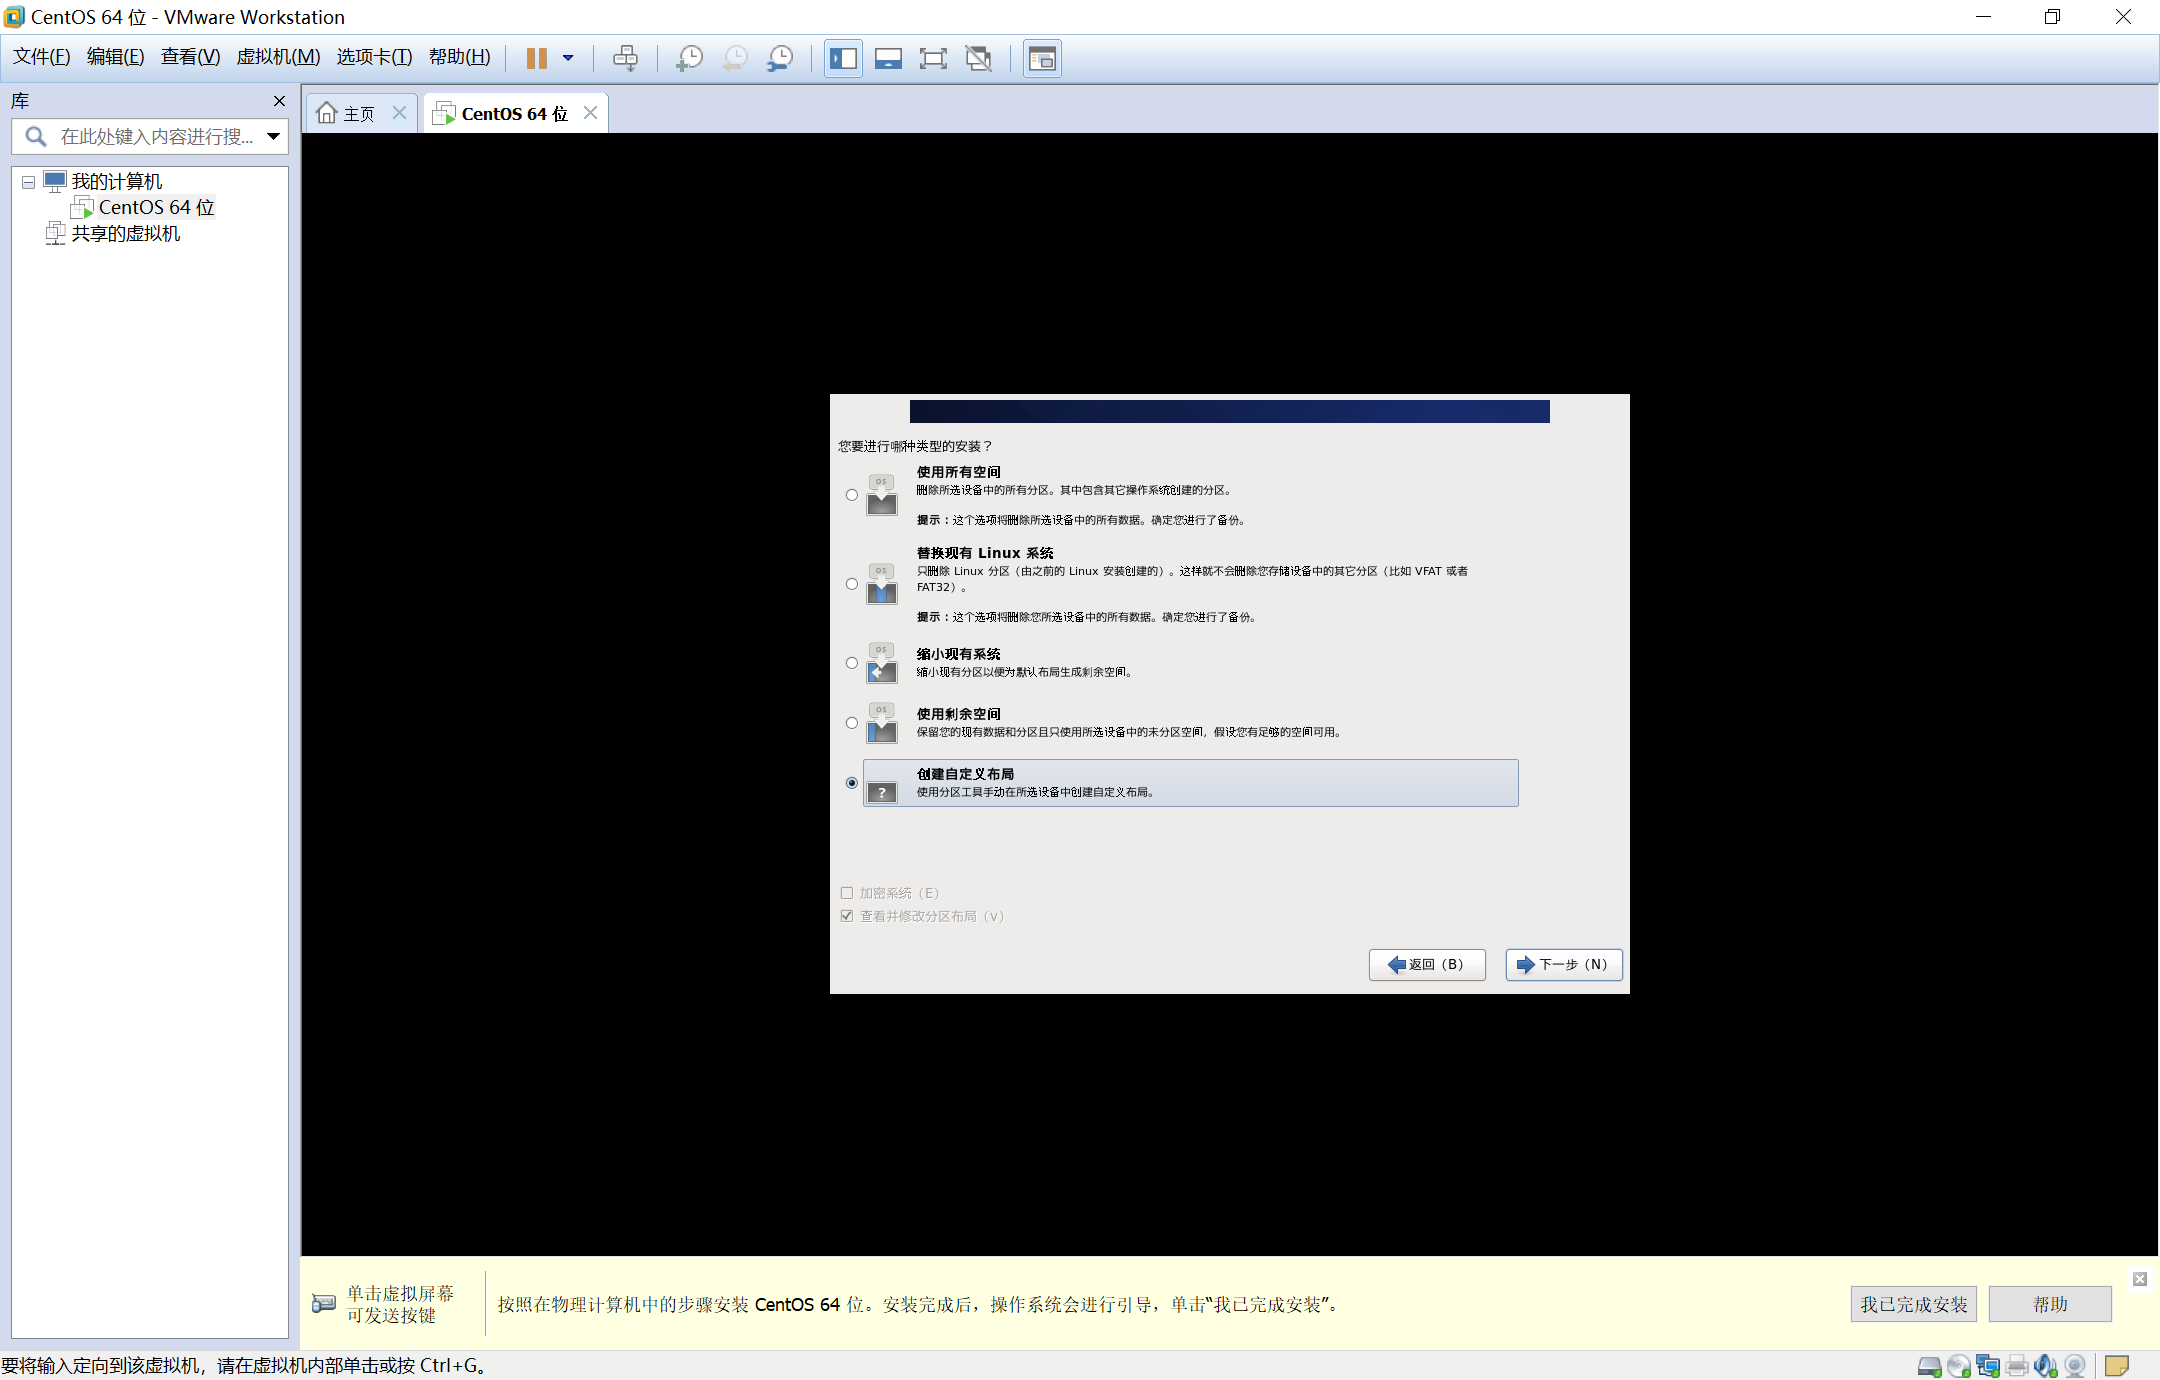 CentOS 64 位 - VMware Workstation
文件(F) 编辑(E) 查看(V) 虚拟机(M) 选项卡(T) 帮助(H)
库
在此处键入内容进行搜...
我的计算机
CentOS 64 位
共享的虚拟机
主页
CentOS 64 位
您要进行哪种类型的安装？
使用所有空间
删除所选设备中的所有分区。其中包含其它操作系统创建的分区。
提示：这个选项将删除所选设备中的所有数据。确定您进行了备份。
替换现有 Linux 系统
只删除 Linux 分区（由之前的 Linux 安装创建的）。这样就不会删除您存储设备中的其它分区（比如 VFAT 或者
FAT32）。
提示：这个选项将删除您所选设备中的所有数据。确定您进行了备份。
缩小现有系统
缩小现有分区以便为默认布局生成剩余空间。
使用剩余空间
保留您的现有数据和分区且只使用所选设备中的未分区空间，假设您有足够的空间可用。
创建自定义布局
使用分区工具手动在所选设备中创建自定义布局。
OS
OS
OS
OS
?
加密系统（E）
查看并修改分区布局（v）
返回（B）
下一步（N）
单击虚拟屏幕
可发送按键
按照在物理计算机中的步骤安装 CentOS 64 位。安装完成后，操作系统会进行引导，单击“我已完成安装”。
我已完成安装
帮助
要将输入定向到该虚拟机，请在虚拟机内部单击或按 Ctrl+G。